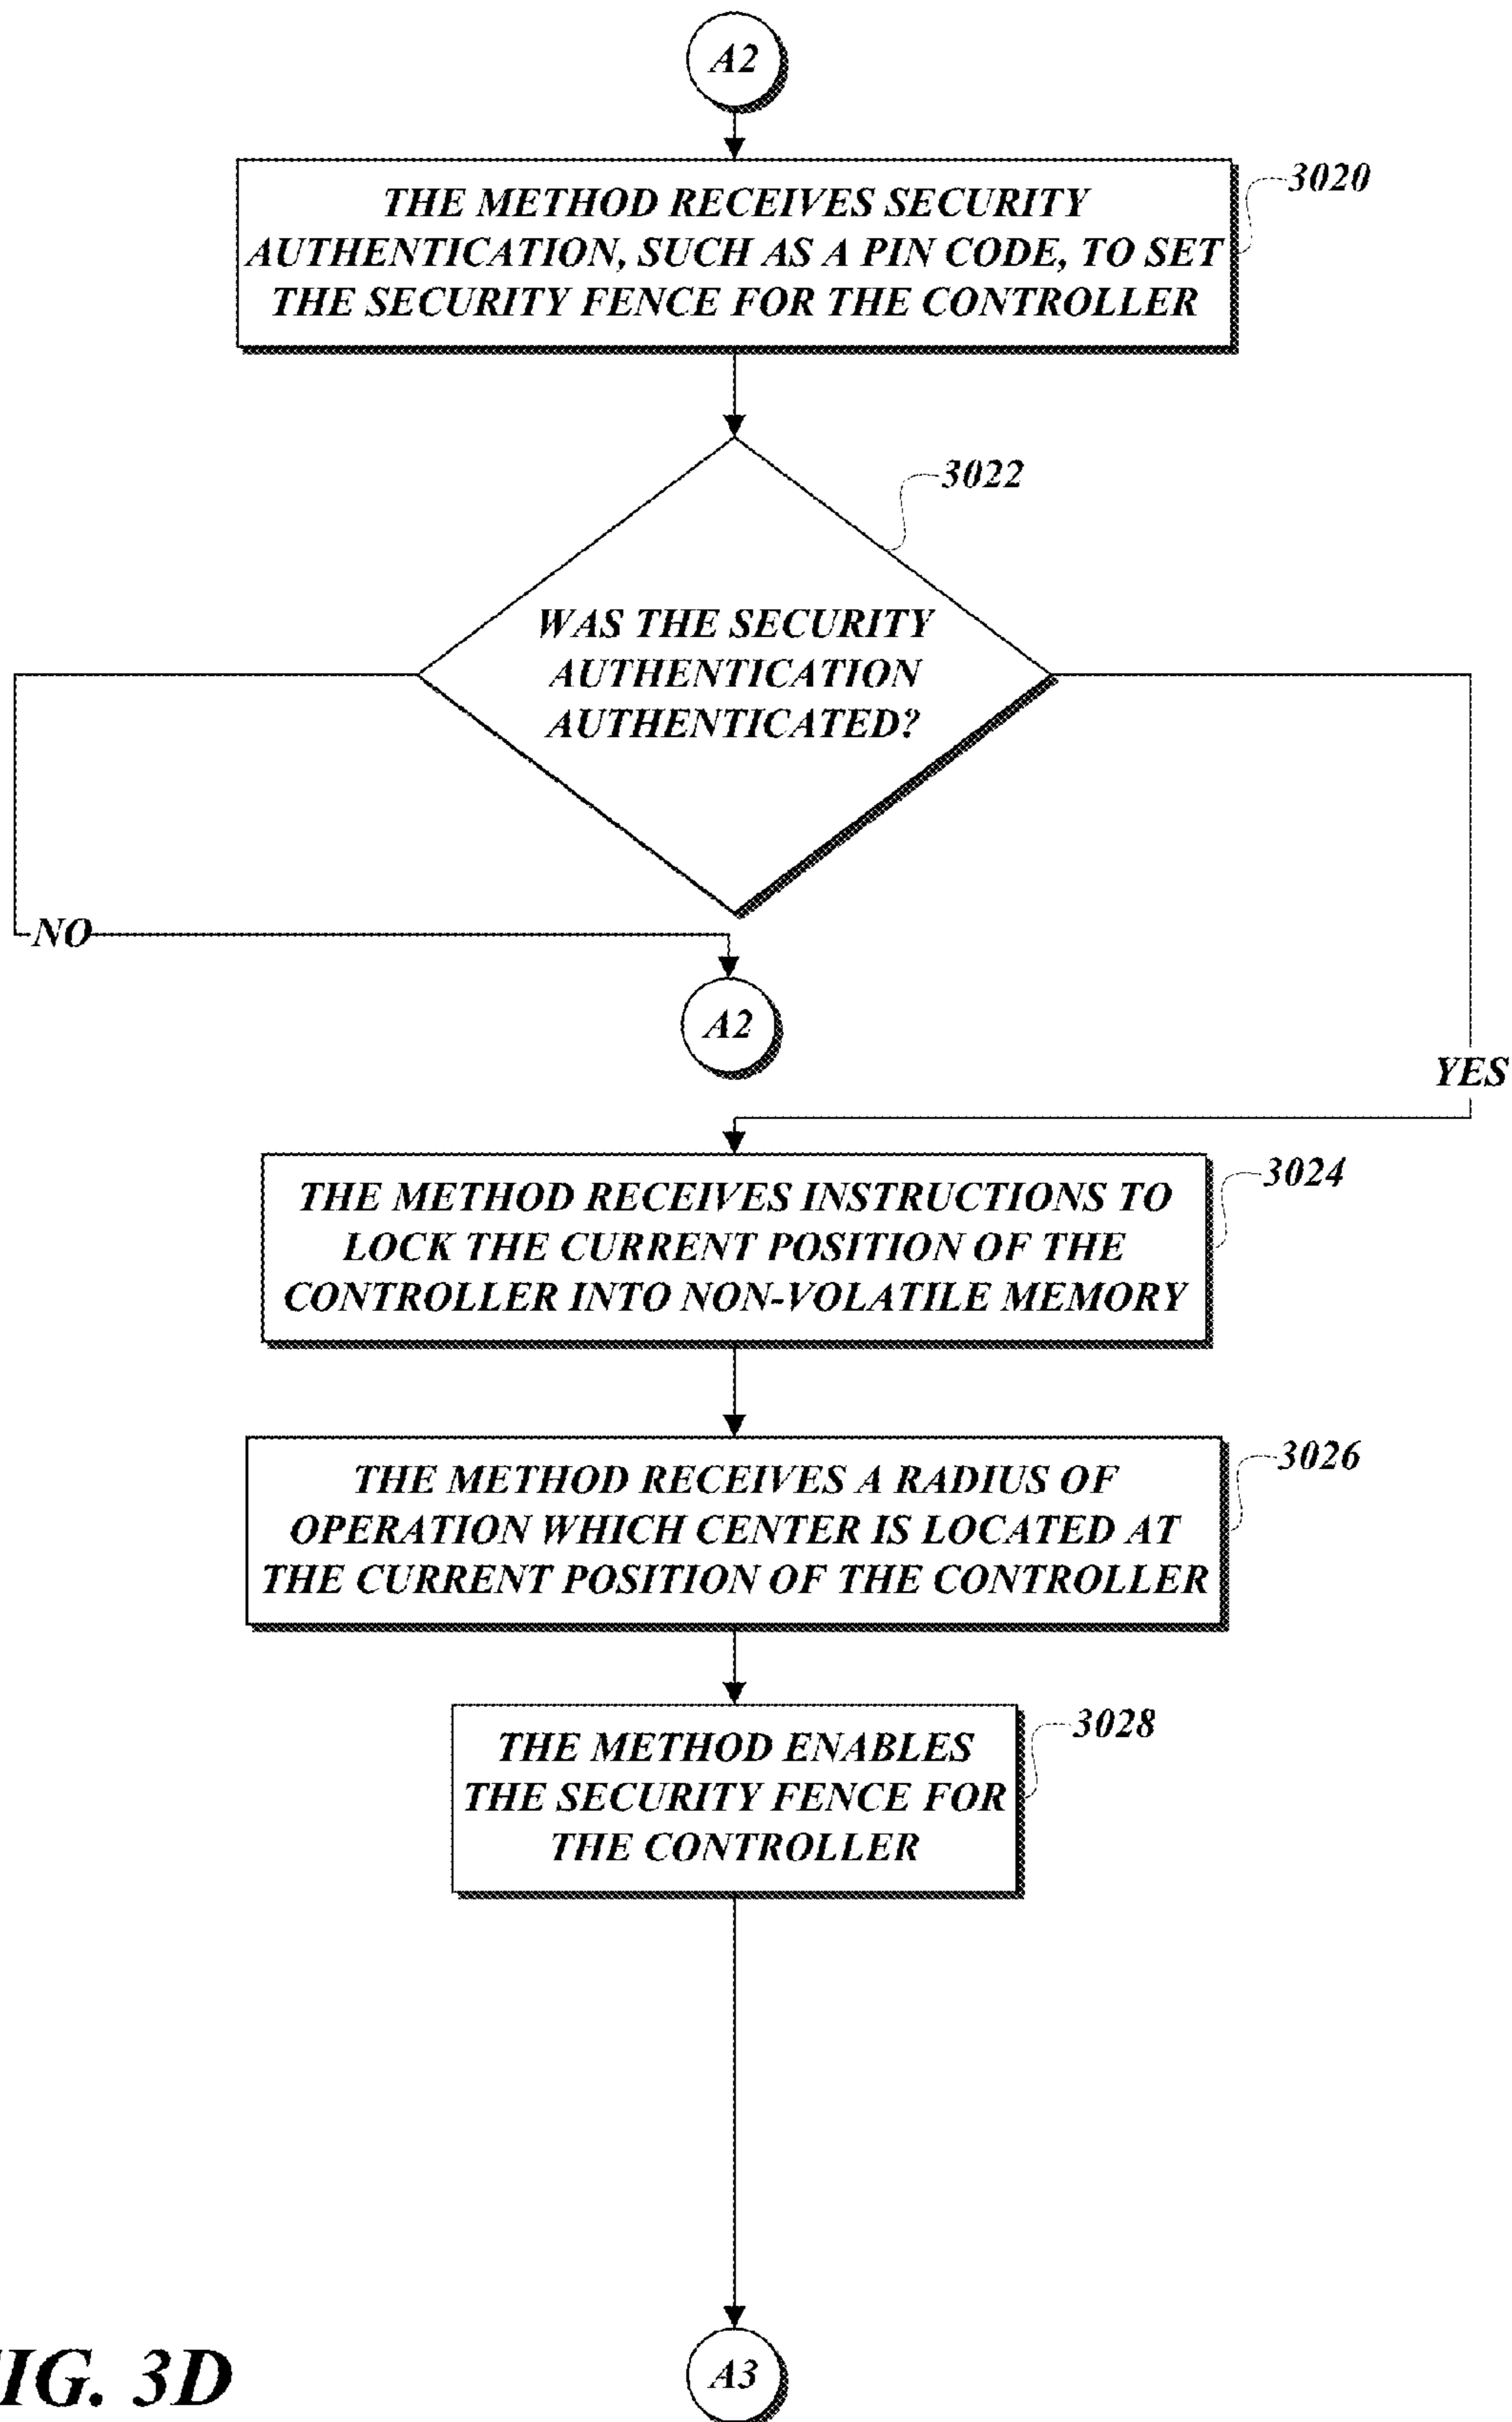 A2
THE METHOD RECEIVES SECURITY
AUTHENTICATION, SUCH AS A PIN CODE, TO SET
THE SECURITY FENCE FOR THE CONTROLLER
3020
3022
WAS THE SECURITY
AUTHENTICATION
AUTHENTICATED?
NO
A2
YES
THE METHOD RECEIVES INSTRUCTIONS TO
LOCK THE CURRENT POSITION OF THE
CONTROLLER INTO NON-VOLATILE MEMORY
3024
THE METHOD RECEIVES A RADIUS OF
OPERATION WHICH CENTER IS LOCATED AT
THE CURRENT POSITION OF THE CONTROLLER
3026
THE METHOD ENABLES
THE SECURITY FENCE FOR
THE CONTROLLER
3028
A3
IG. 3D